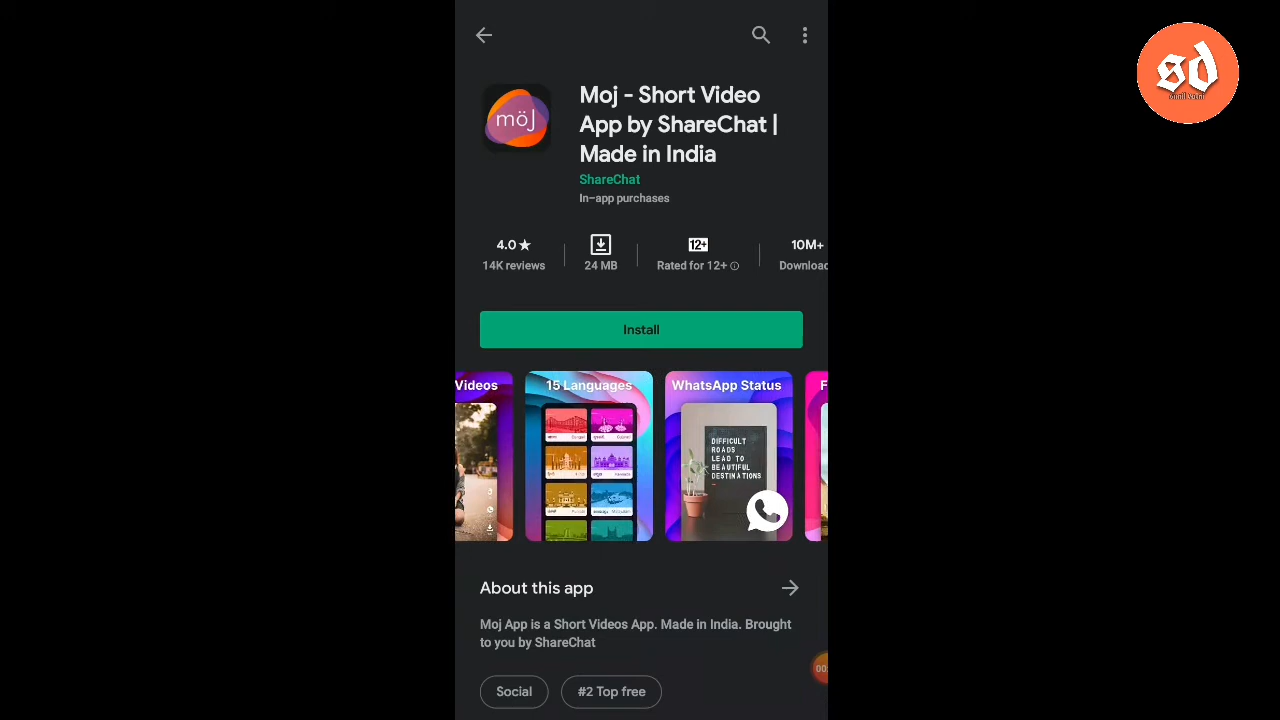 sd
möj
Moj - Short Video
App by ShareChat |
Made in India
ShareChat
In-app purchases
4.0★
14K reviews
24 MB
12+
Rated for 12+
10M+
Downloac
Install
Videos
15 Languages
WhatsApp Status
F
DIFFICULT
ROADS
LEAD TO
BEAUTIFUL
DESTINATIONS
About this app
Moj App is a Short Videos App. Made in India. Brought
to you by ShareChat
00:
Social
#2 Top free